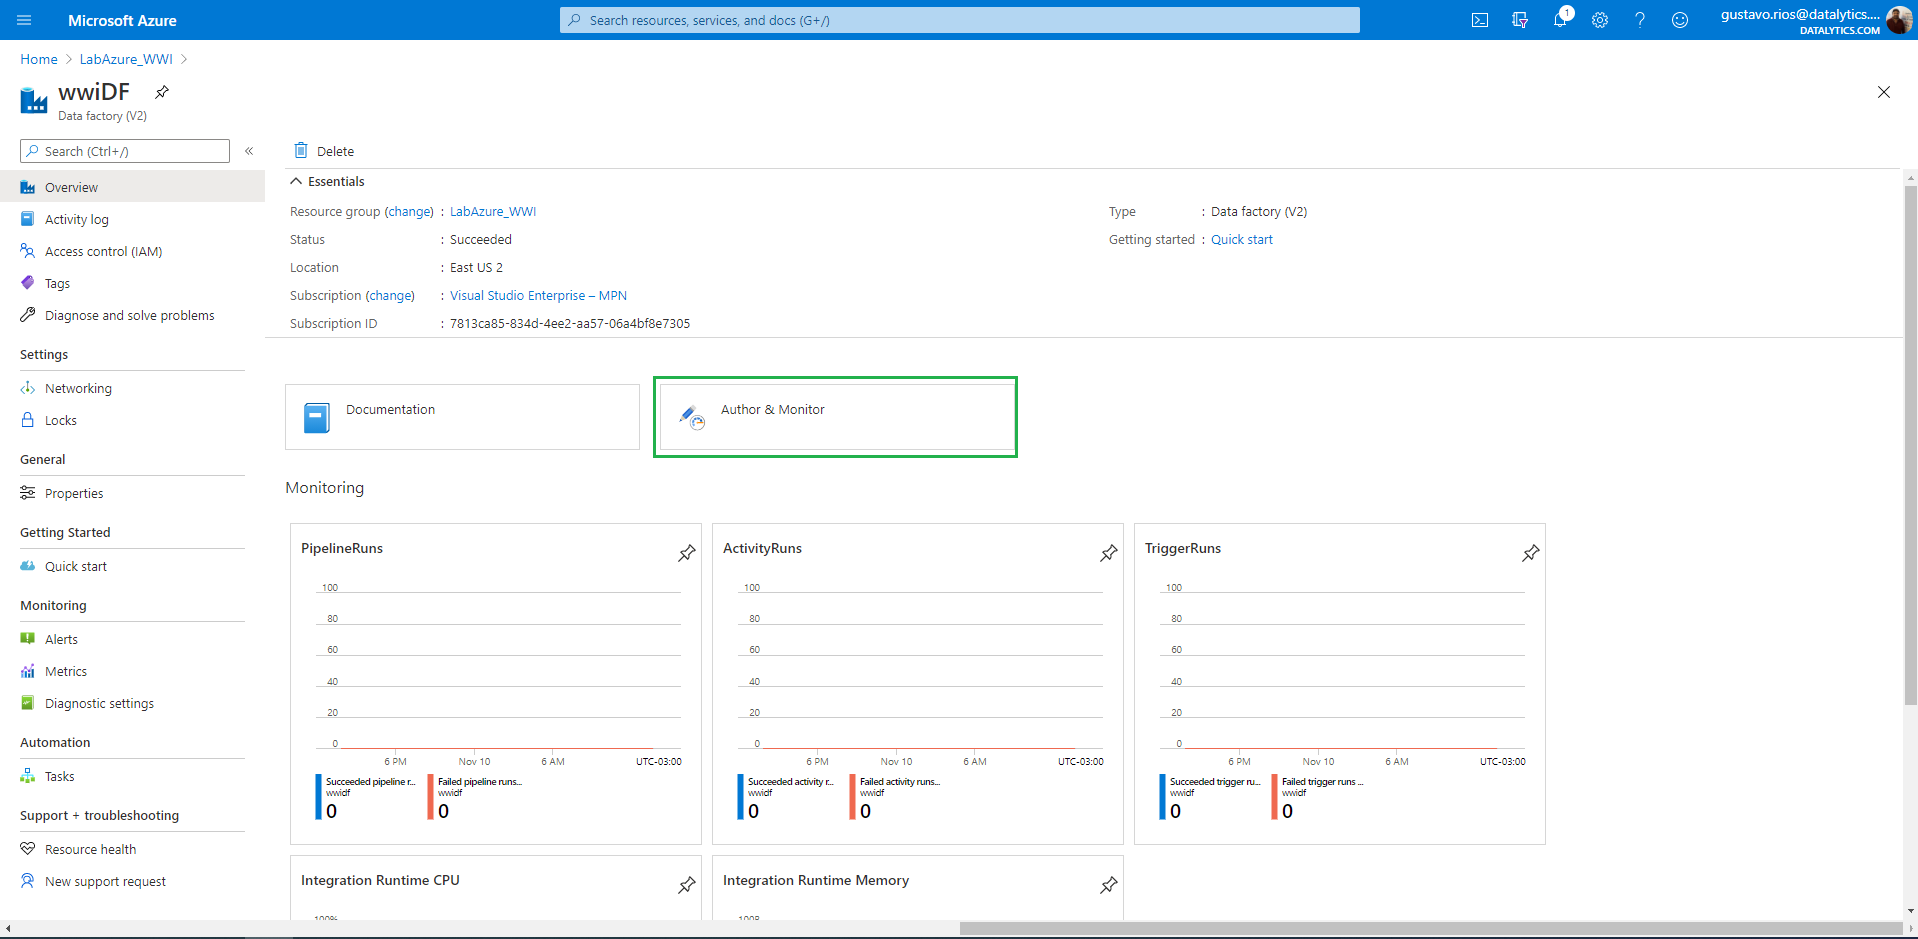 Microsoft Azure
Search resources, services, and docs (G+/)
1
gustavo.rios@datalytics....
DATALYTICS.COM
Home > LabAzure_WWI >
wwiDF
Data factory (V2)
Search (Ctrl+/)
«
Overview
Activity log
Access control (IAM)
Tags
Diagnose and solve problems
Settings
Networking
Locks
General
Properties
Getting Started
Quick start
Monitoring
Alerts
Metrics
Diagnostic settings
Automation
Tasks
Support + troubleshooting
Resource health
New support request
Delete
Essentials
Resource group (change) : LabAzure_WWI
Status : Succeeded
Location : East US 2
Subscription (change) : Visual Studio Enterprise – MPN
Subscription ID : 7813ca85-834d-4ee2-aa57-06a4bf8e7305
Type : Data factory (V2)
Getting started : Quick start
Documentation
Author & Monitor
Monitoring
PipelineRuns
100
80
60
40
20
0
6 PM Nov 10 6 AM UTC-03:00
Succeeded pipeline r...
wwidf
0
Failed pipeline runs...
wwidf
0
ActivityRuns
100
80
60
40
20
0
6 PM Nov 10 6 AM UTC-03:00
Succeeded activity r...
wwidf
0
Failed activity runs...
wwidf
0
TriggerRuns
100
80
60
40
20
0
6 PM Nov 10 6 AM UTC-03:00
Succeeded trigger ru...
wwidf
0
Failed trigger runs ...
wwidf
0
Integration Runtime CPU
100%
Integration Runtime Memory
100B